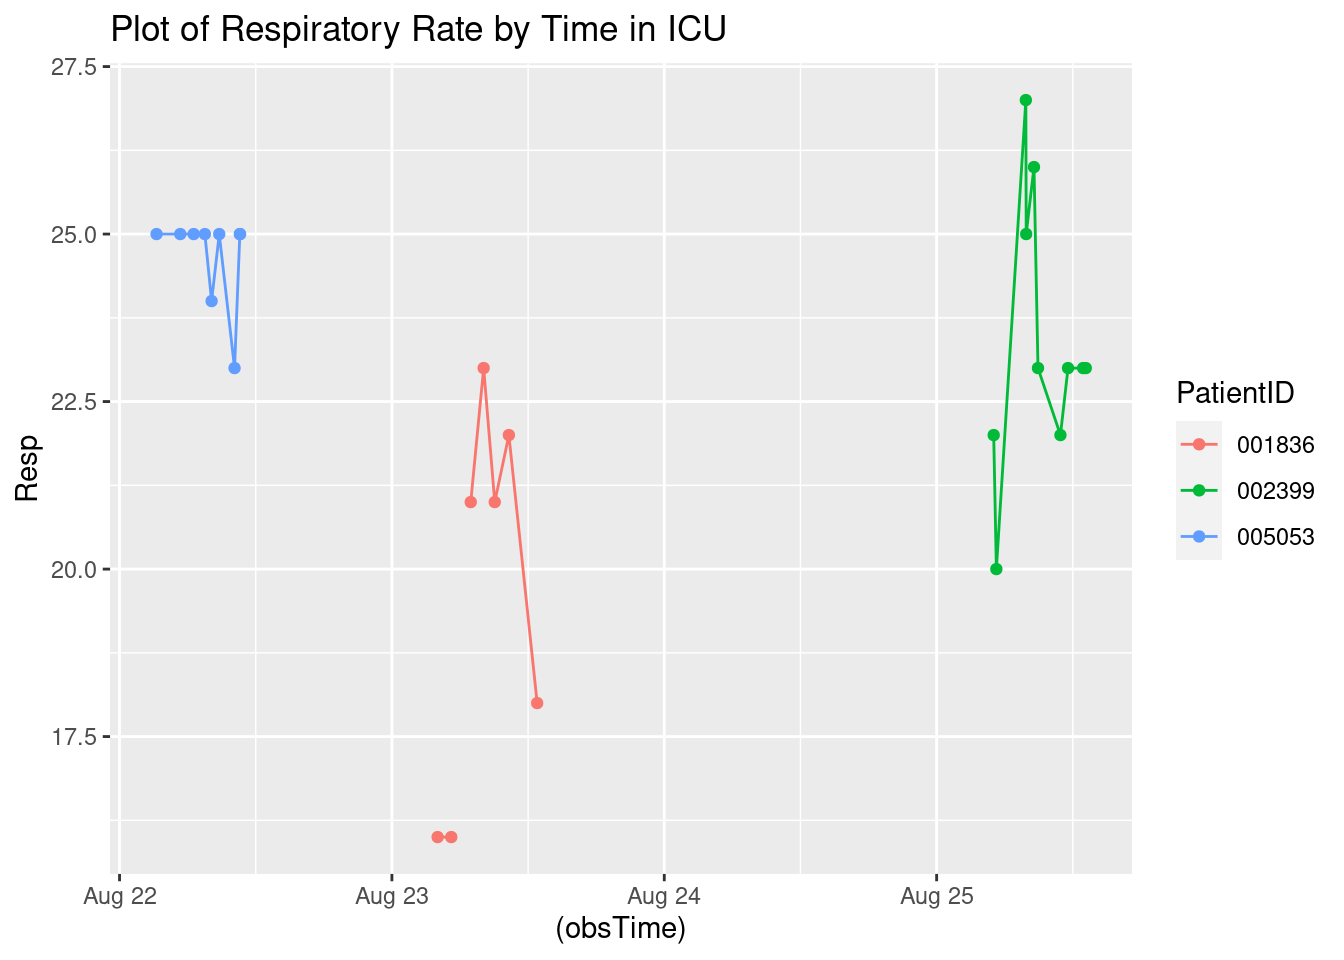 Plot of Respiratory Rate by Time in ICU
27.5
25.0
22.5
20.0
17.5
Resp
Aug 22
Aug 23
Aug 24
Aug 25
(obsTime)
PatientID
001836
002399
005053